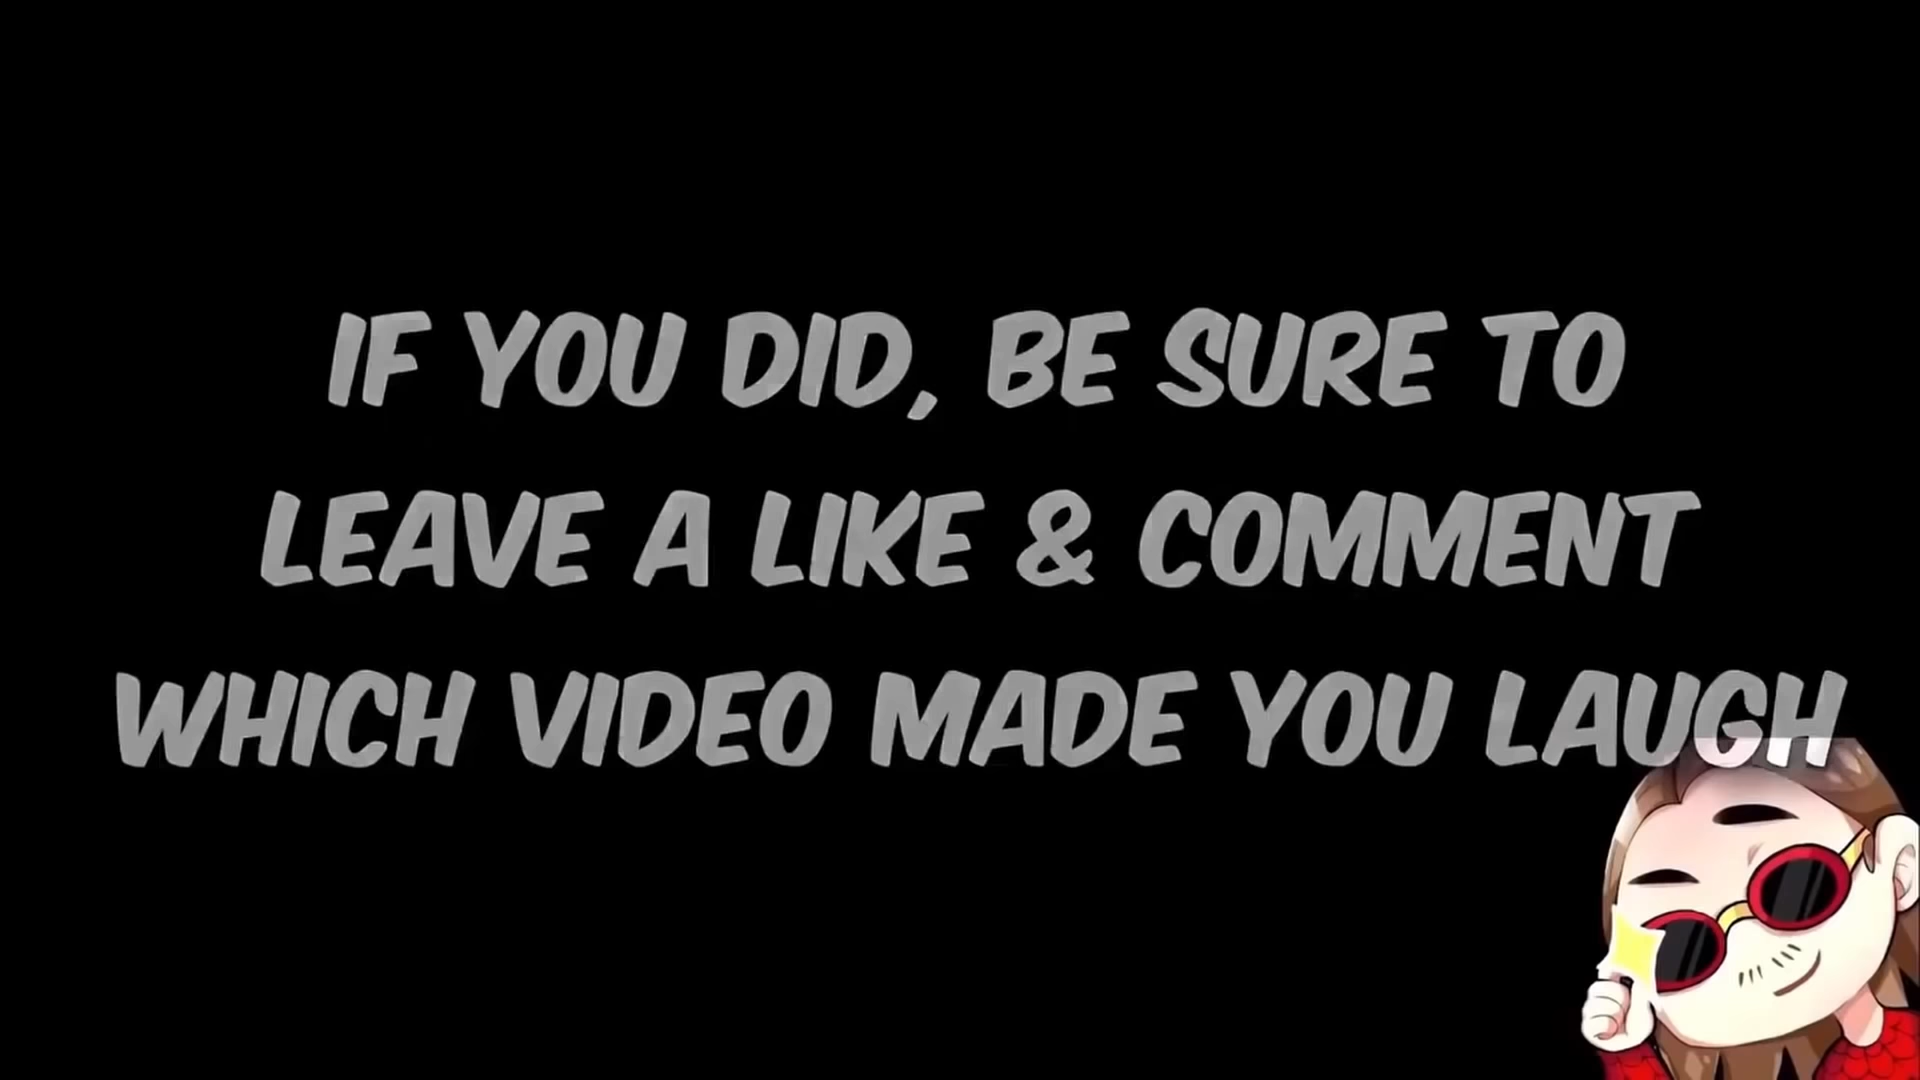 IF YOU DID, BE SURE TO
LEAVE A LIKE & COMMENT
WHICH VIDEO MADE YOU LAUGH